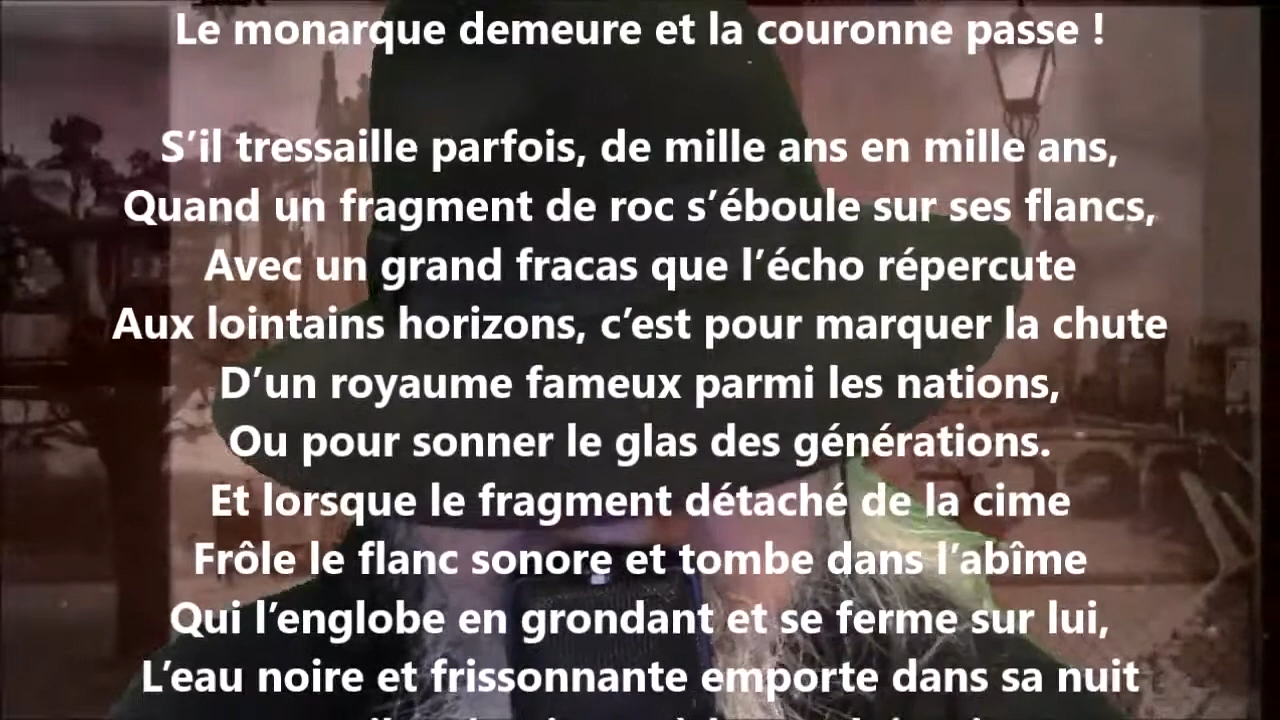 Le monarque demeure et la couronne passe !
S’il tressaille parfois, de mille ans en mille ans,
Quand un fragment de roc s’éboule sur ses flancs,
Avec un grand fracas que l’écho répercute
Aux lointains horizons, c’est pour marquer la chute
D’un royaume fameux parmi les nations,
Ou pour sonner le glas des générations.
Et lorsque le fragment détaché de la cime
Frôle le flanc sonore et tombe dans l’abîme
Qui l’englobe en grondant et se ferme sur lui,
L’eau noire et frissonnante emporte dans sa nuit